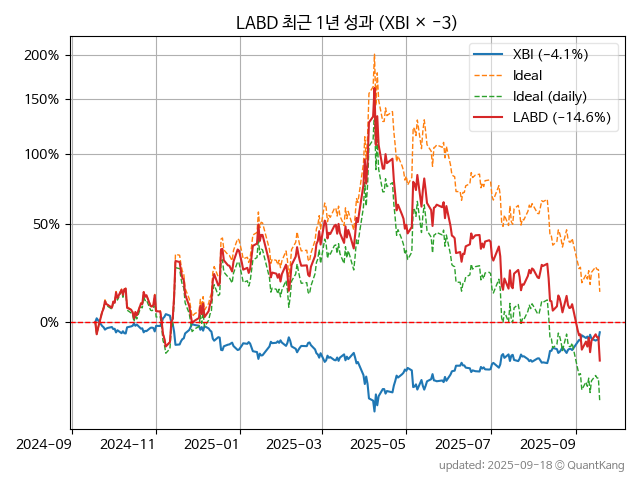 LABD 최근 1년 성과 (XBI × −3)
XBI (−4.1%)
Ideal
Ideal (daily)
LABD (−14.6%)
200%
150%
100%
50%
0%
2024-09
2024-11
2025-01
2025-03
2025-05
2025-07
2025-09
updated: 2025-09-18 © QuantKang